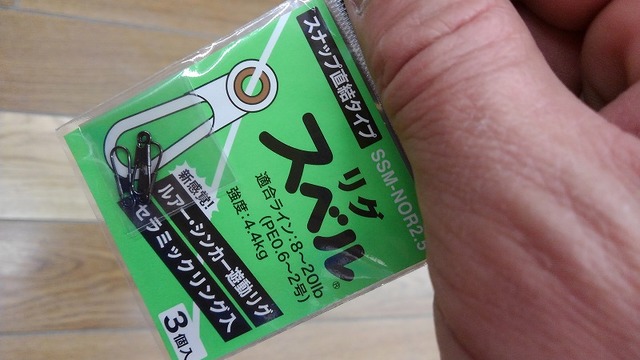 スナップ直結タイプ
SSM-NOR2.5
リグ
スベル®
適合ライン:8〜20lb
(PE0.6〜2号)
強度:4.4kg
新感覚!
ルアー・シンカー遊動リグ
セラミックリング入
3個入